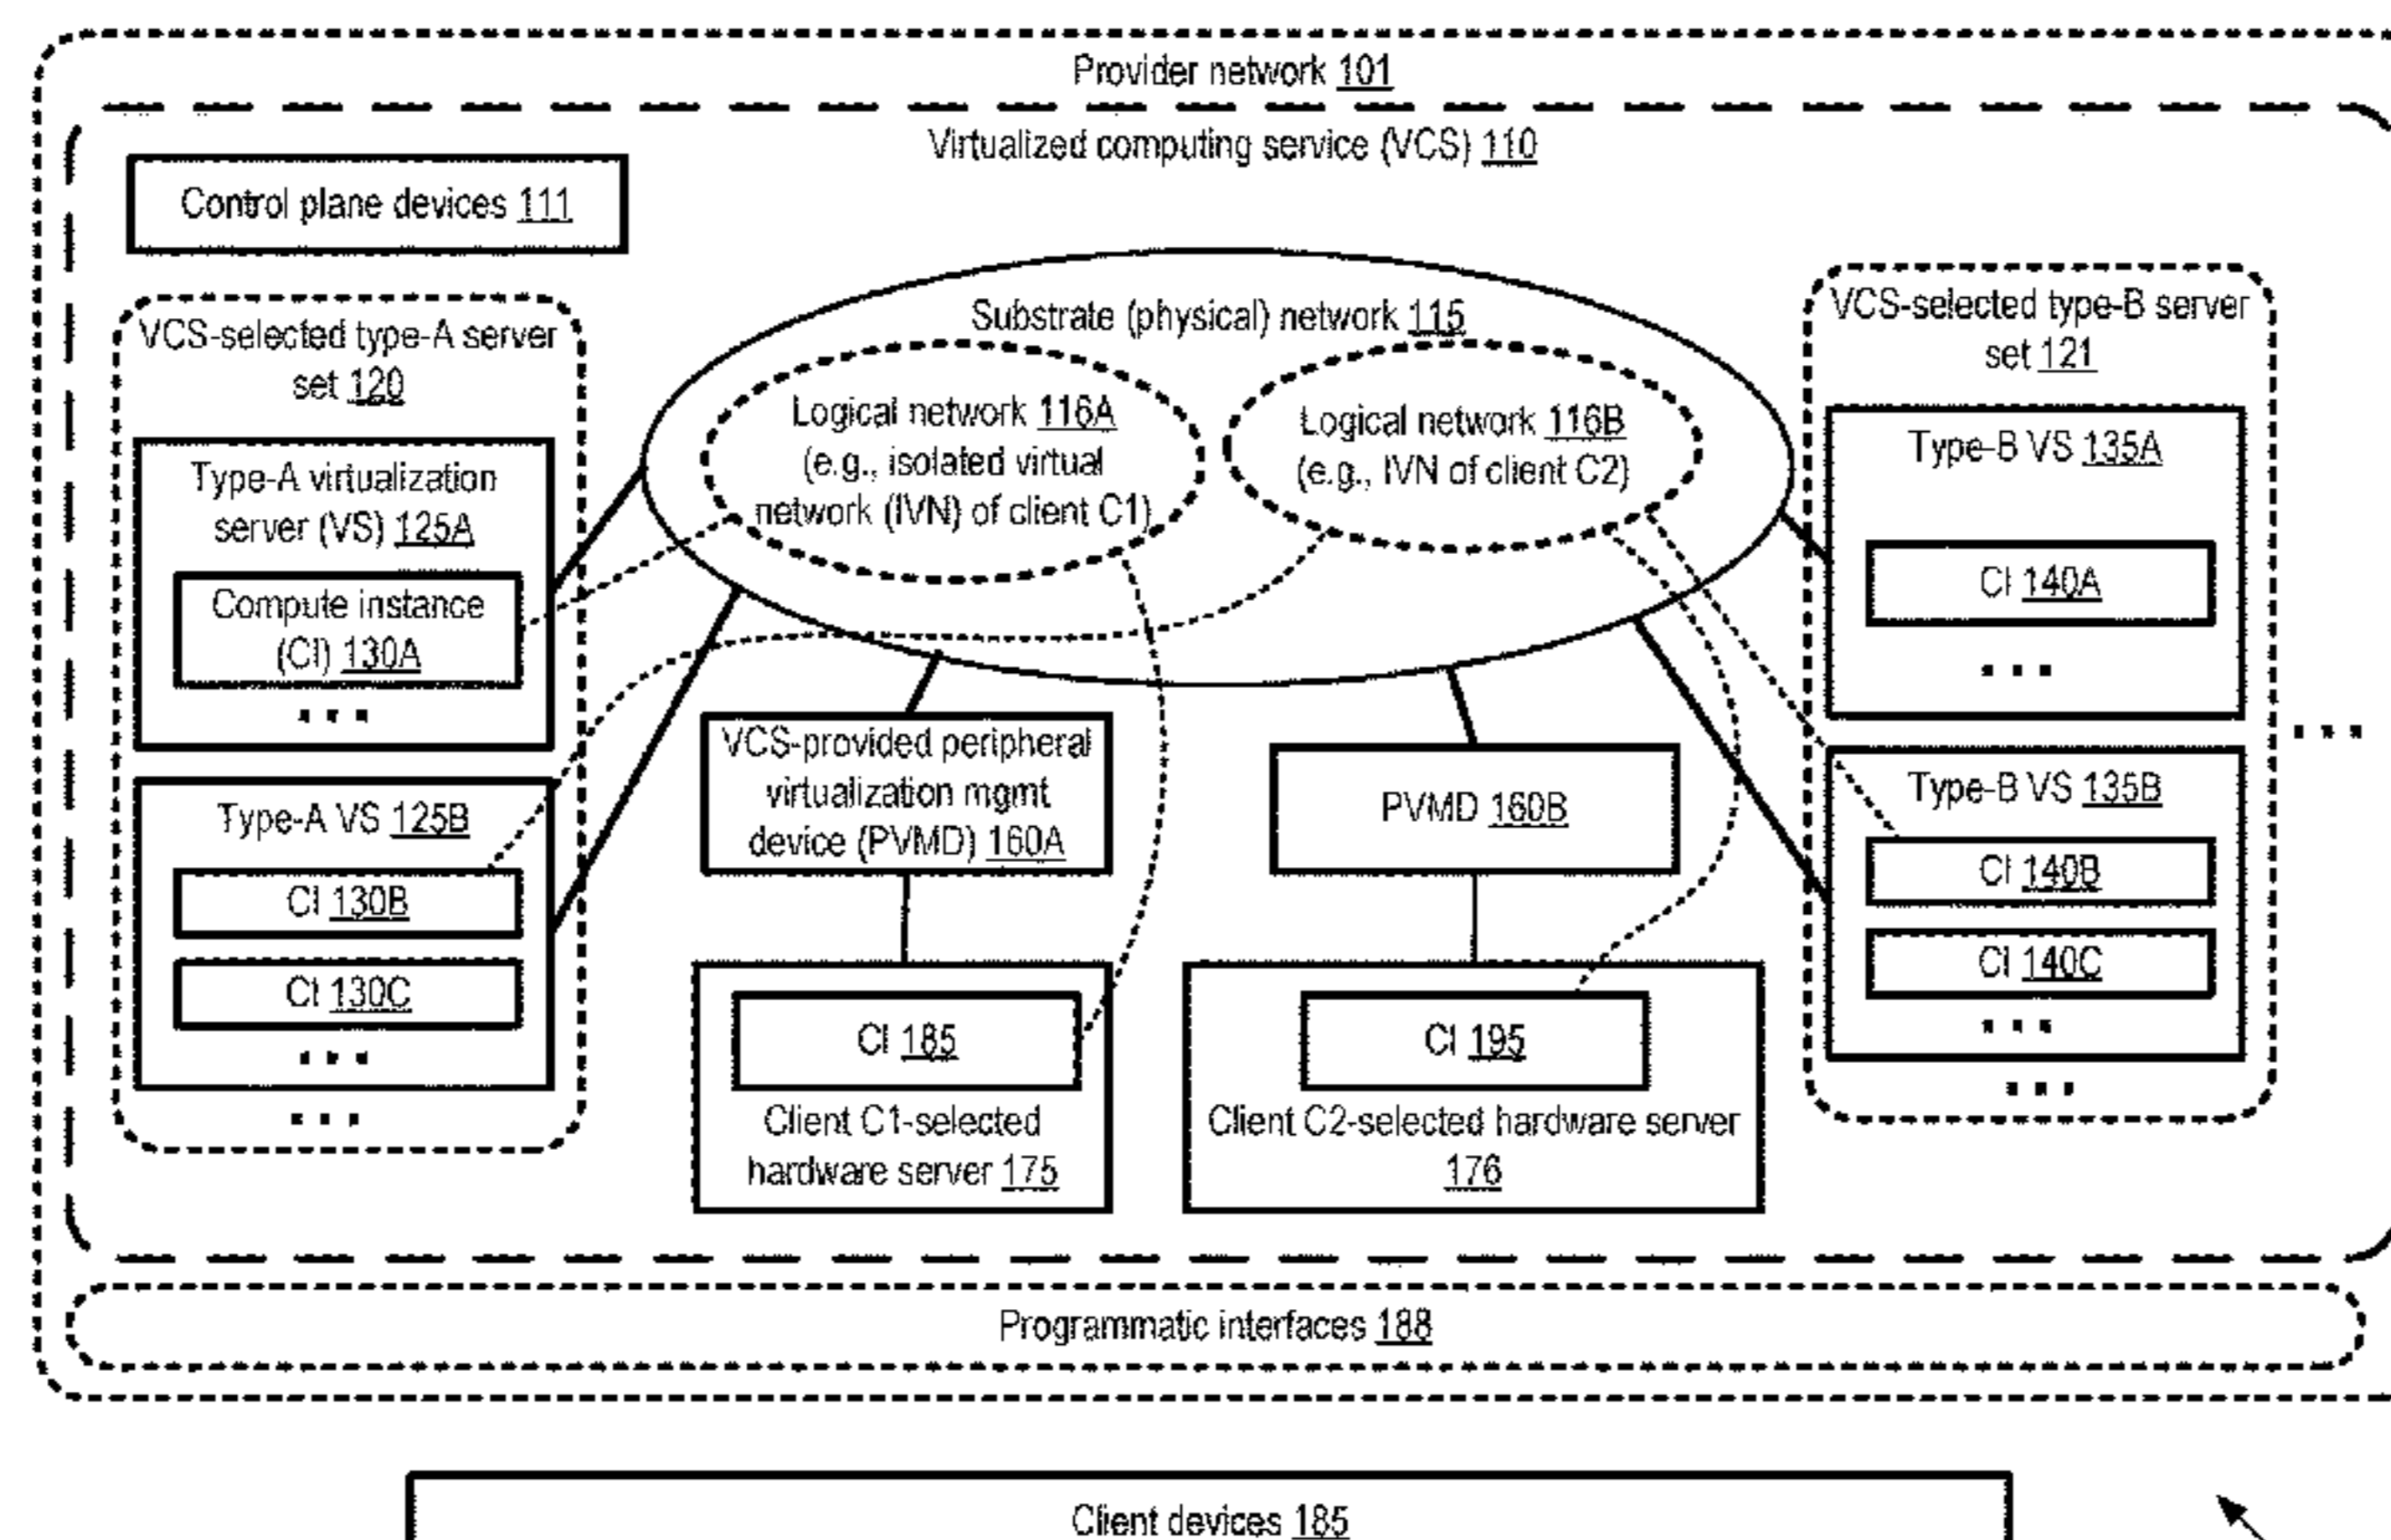 Provider network 101
Virtualized computing service (VCS) 110
Control plane devices 111
VCS-selected type-A server
set 120
Type-A virtualization
server (VS) 125A
Compute instance
(CI) 130A
...
Type-A VS 125B
CI 130B
CI 130C
...
...
Substrate (physical) network 115
Logical network 116A
(e.g., isolated virtual
network (IVN) of client C1)
Logical network 116B
(e.g., IVN of client C2)
VCS-provided peripheral
virtualization mgmt
device (PVMD) 160A
PVMD 160B
CI 185
Client C1-selected
hardware server 175
CI 195
Client C2-selected hardware server
176
VCS-selected type-B server
set 121
Type-B VS 135A
CI 140A
...
Type-B VS 135B
CI 140B
CI 140C
...
...
...
Programmatic interfaces 188
Client devices 185